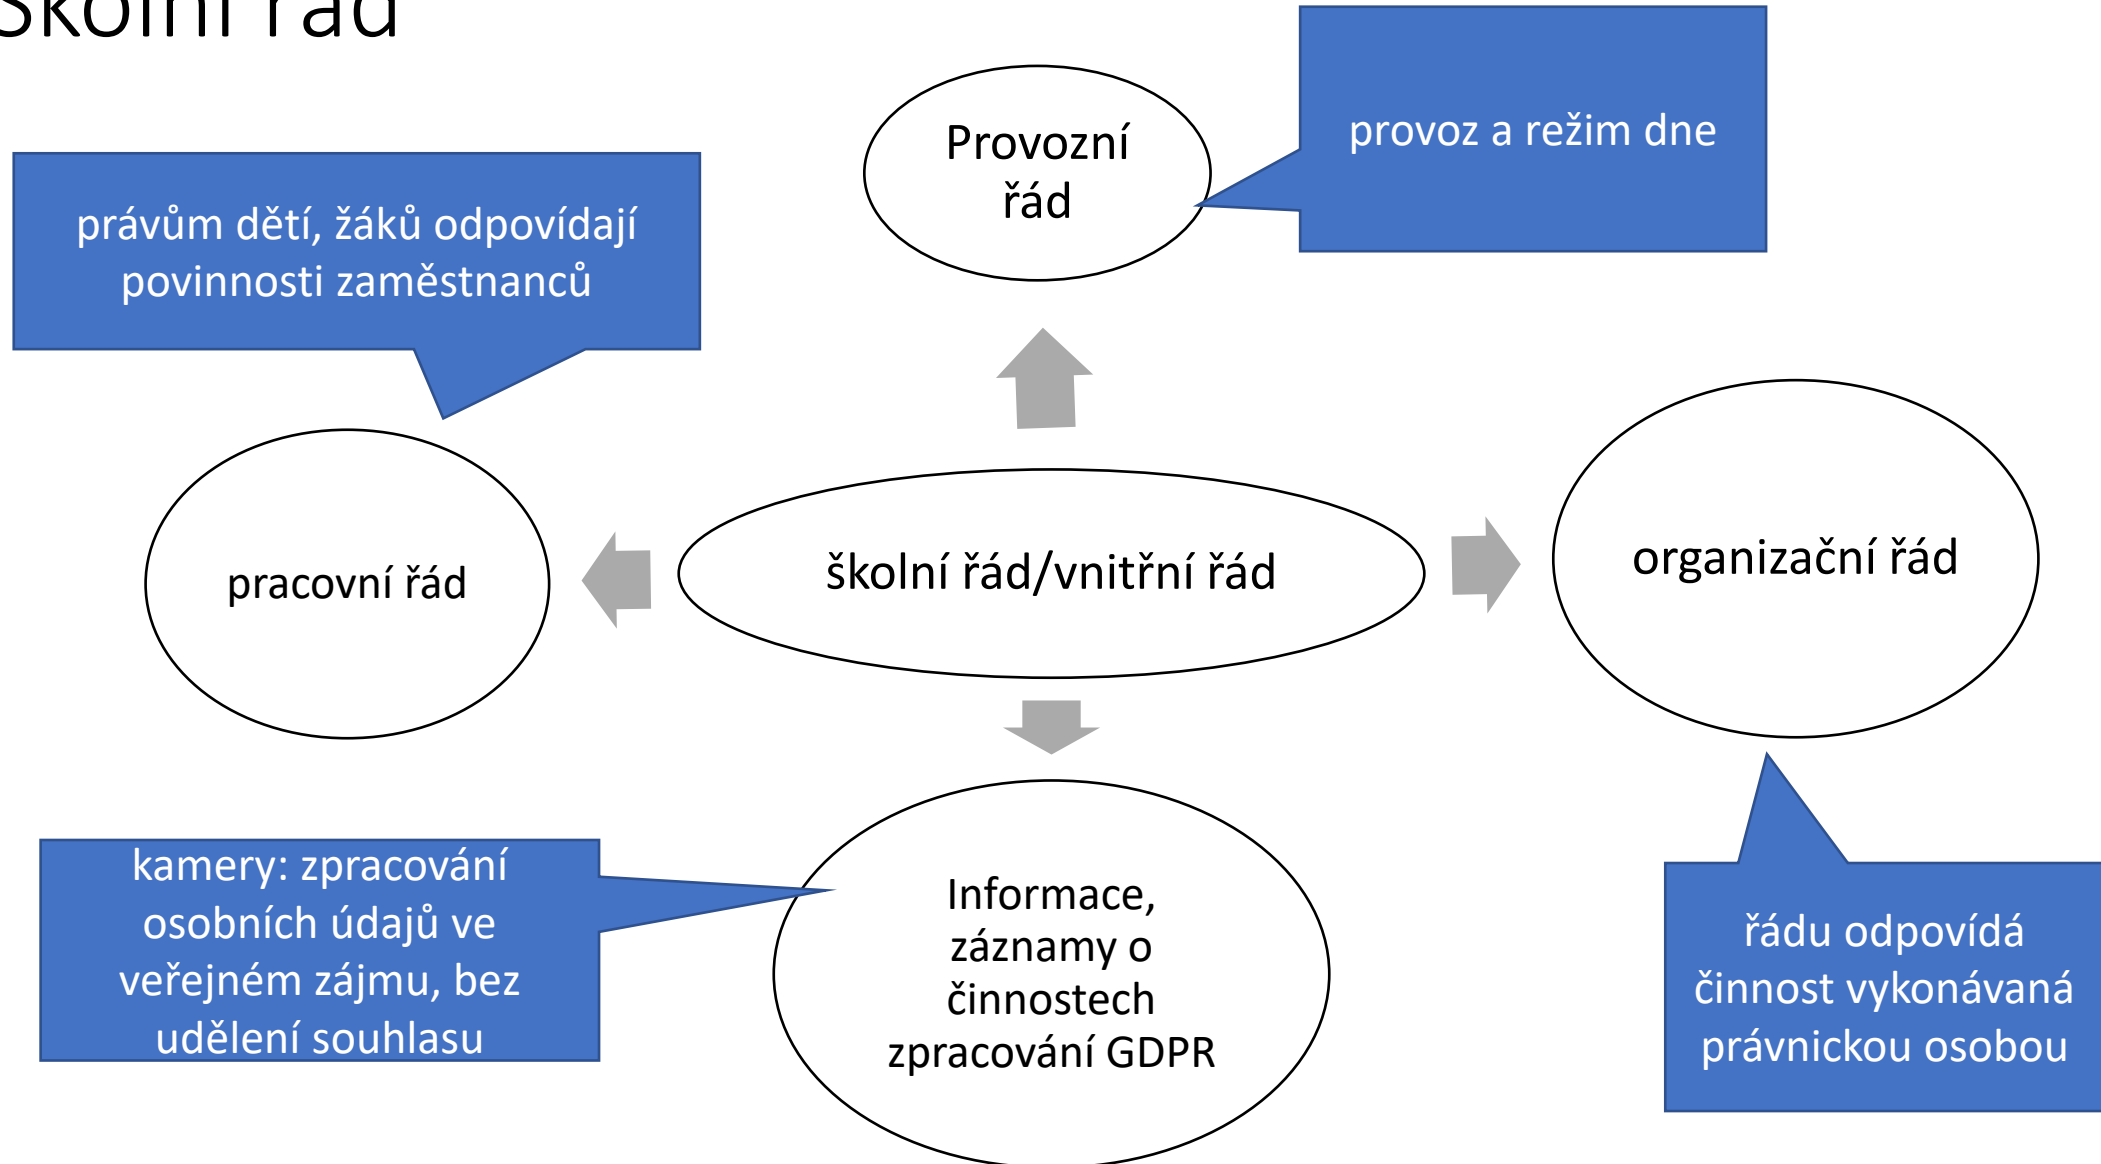 Školní řád
Provozní
řád
provoz a režim dne
právům dětí, žáků odpovídají
povinnosti zaměstnanců
pracovní řád
školní řád/vnitřní řád
organizační řád
kamery: zpracování
osobních údajů ve
veřejném zájmu, bez
udělení souhlasu
Informace,
záznamy o
činnostech
zpracování GDPR
řádu odpovídá
činnost vykonávaná
právnickou osobou